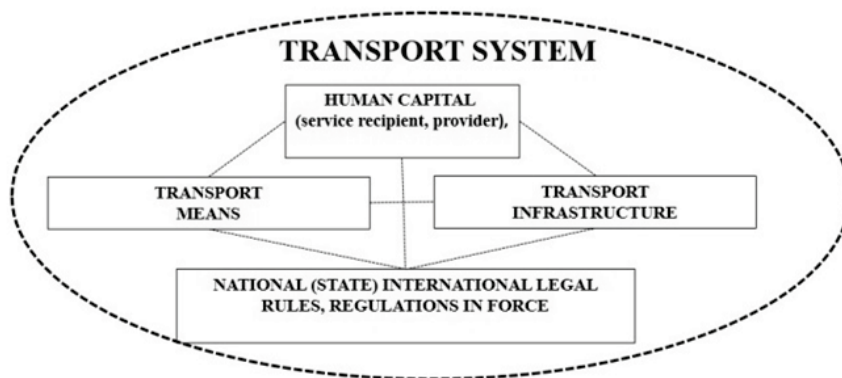 TRANSPORT SYSTEM
HUMAN CAPITAL
(service recipient, provider),
TRANSPORT
MEANS
TRANSPORT
INFRASTRUCTURE
NATIONAL (STATE) INTERNATIONAL LEGAL
RULES, REGULATIONS IN FORCE